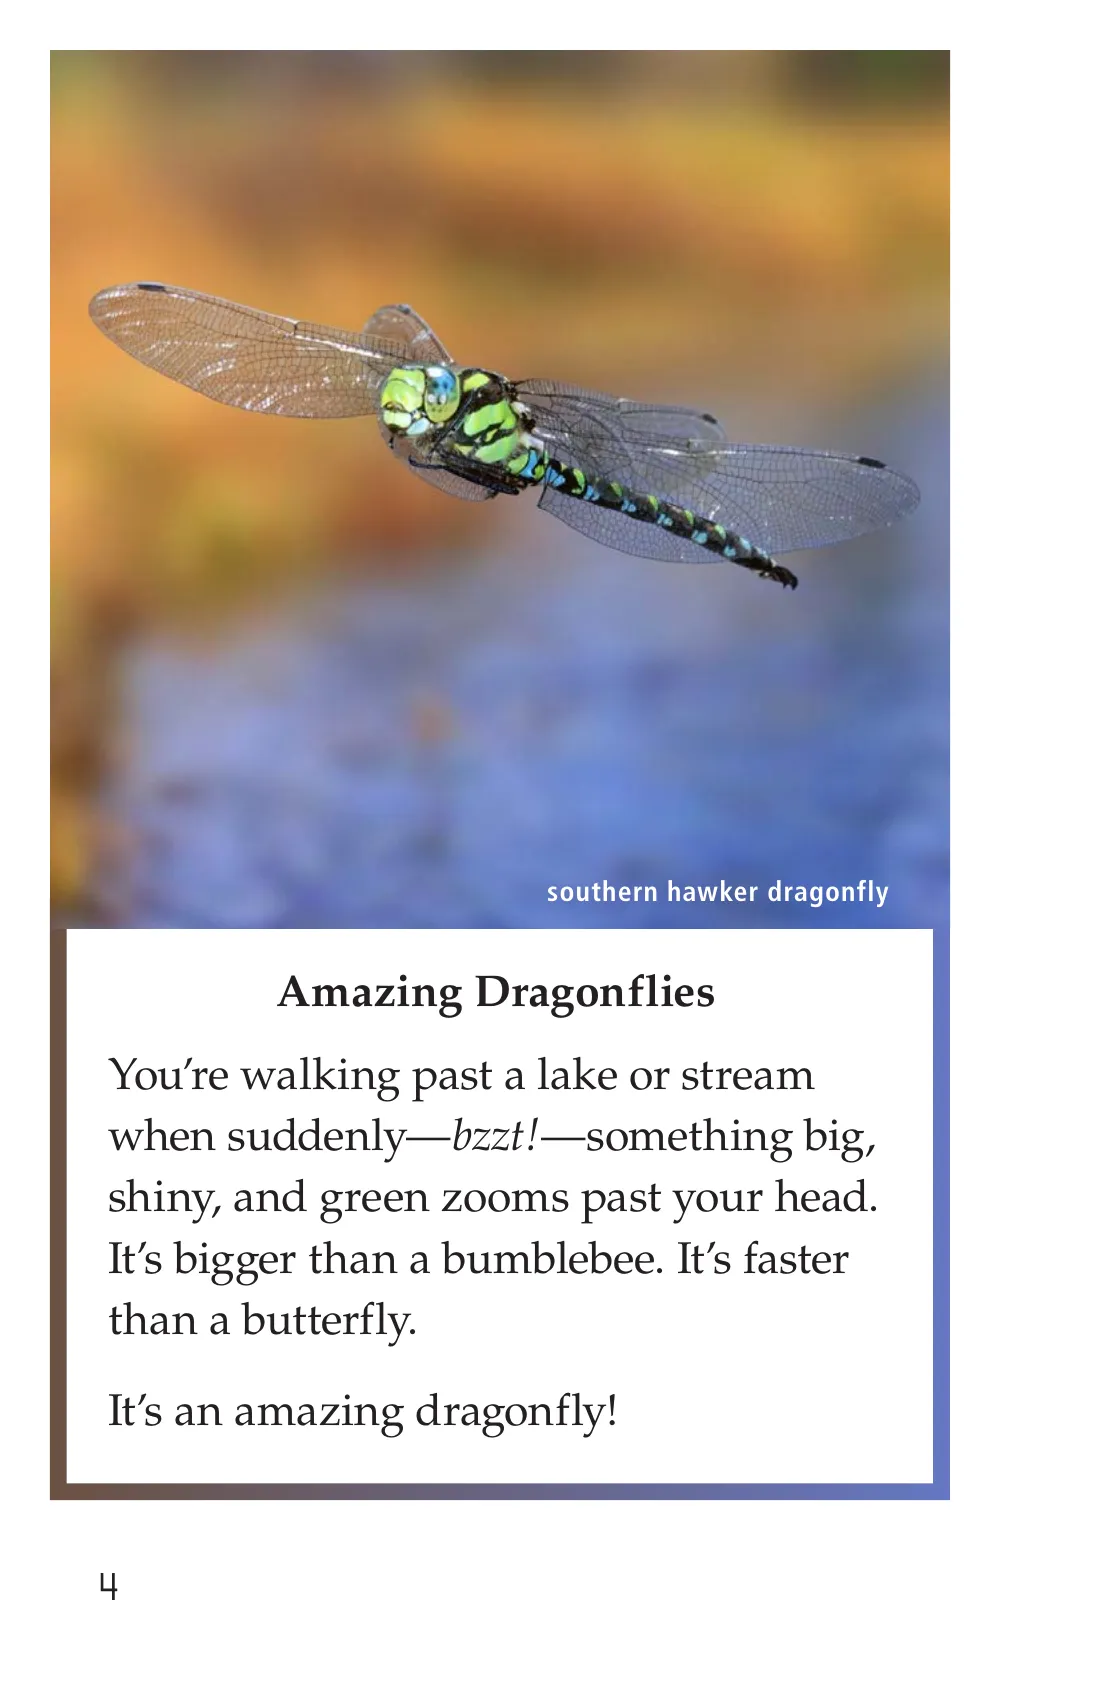 southern hawker dragonfly
Amazing Dragonflies
You’re walking past a lake or stream
when suddenly—bzzt!—something big,
shiny, and green zooms past your head.
It’s bigger than a bumblebee. It’s faster
than a butterfly.
It’s an amazing dragonfly!
4